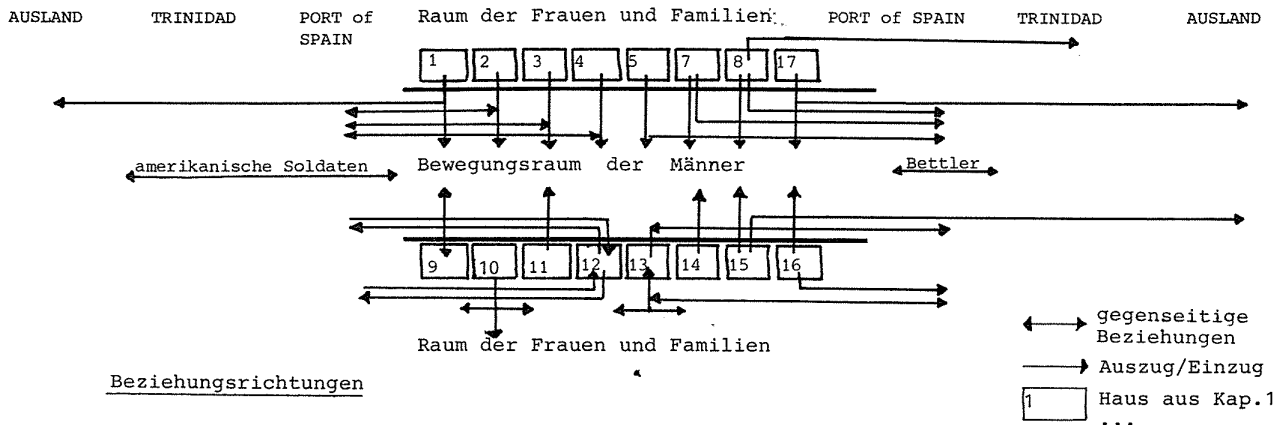 AUSLAND TRINIDAD PORT of SPAIN Raum der Frauen und Familien PORT of SPAIN TRINIDAD AUSLAND
1 2 3 4 5 7 8 17
amerikanische Soldaten Bewegungsraum der Männer Bettler
9 10 11 12 13 14 15 16
Raum der Frauen und Familien
Beziehungsrichtungen
gegenseitige
Beziehungen
Auszug/Einzug
1 Haus aus Kap.1
...